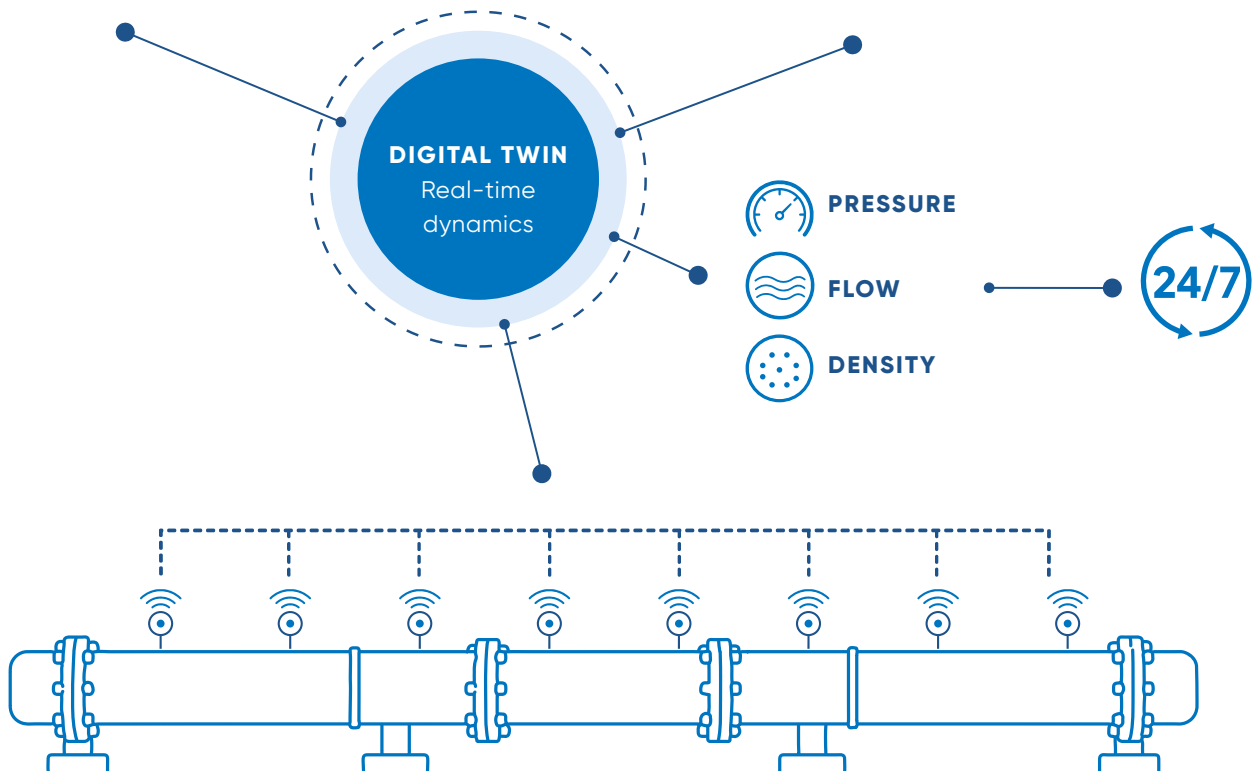 DIGITAL TWIN
Real-time
dynamics
PRESSURE
FLOW
24/7
DENSITY